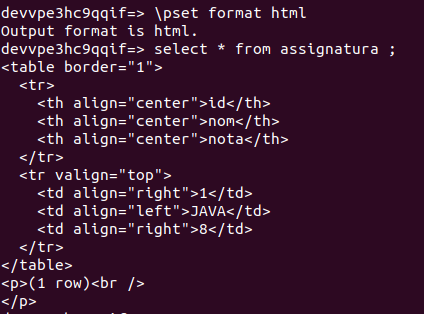 devvpe3hc9qqif=> \pset format html
Output format is html.
devvpe3hc9qqif=> select * from assignatura ;
<table border="1">
  <tr>
    <th align="center">id</th>
    <th align="center">nom</th>
    <th align="center">nota</th>
  </tr>
  <tr valign="top">
    <td align="right">1</td>
    <td align="left">JAVA</td>
    <td align="right">8</td>
  </tr>
</table>
<p>(1 row)<br />
</p>